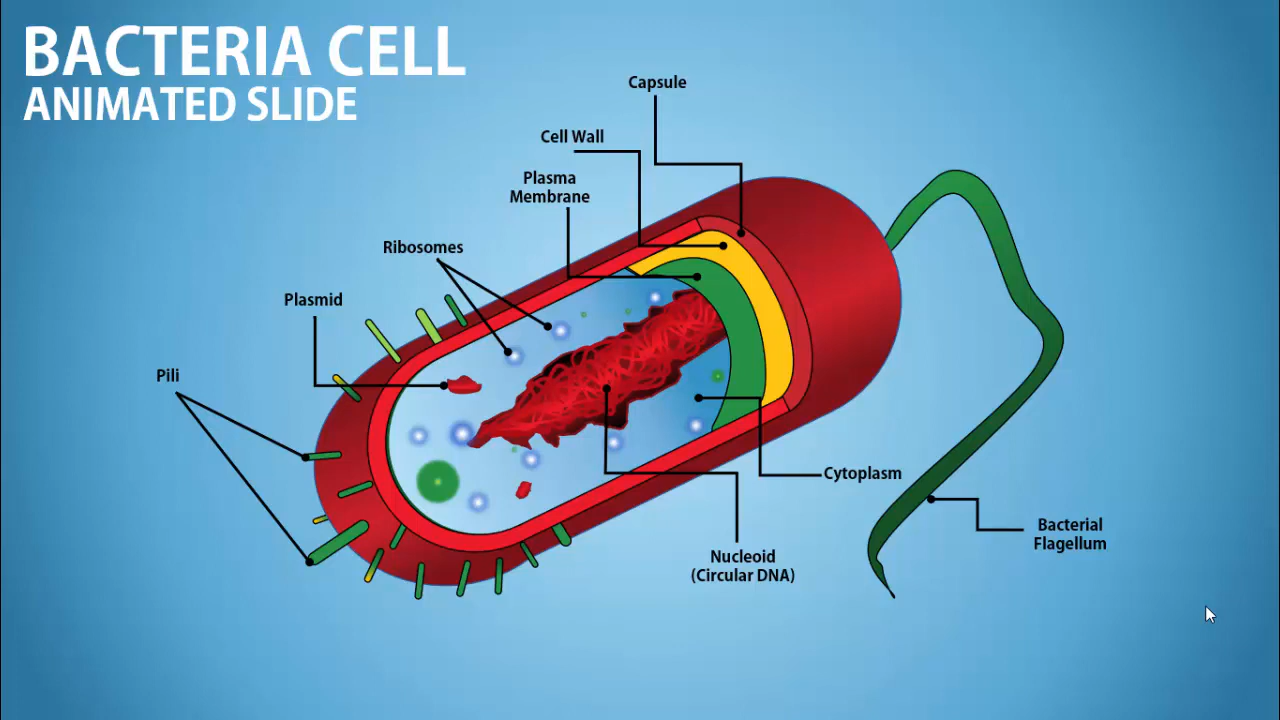 BACTERIA CELL
ANIMATED SLIDE
Capsule
Cell Wall
Plasma
Membrane
Ribosomes
Plasmid
Pili
Cytoplasm
Bacterial
Flagellum
Nucleoid
(Circular DNA)